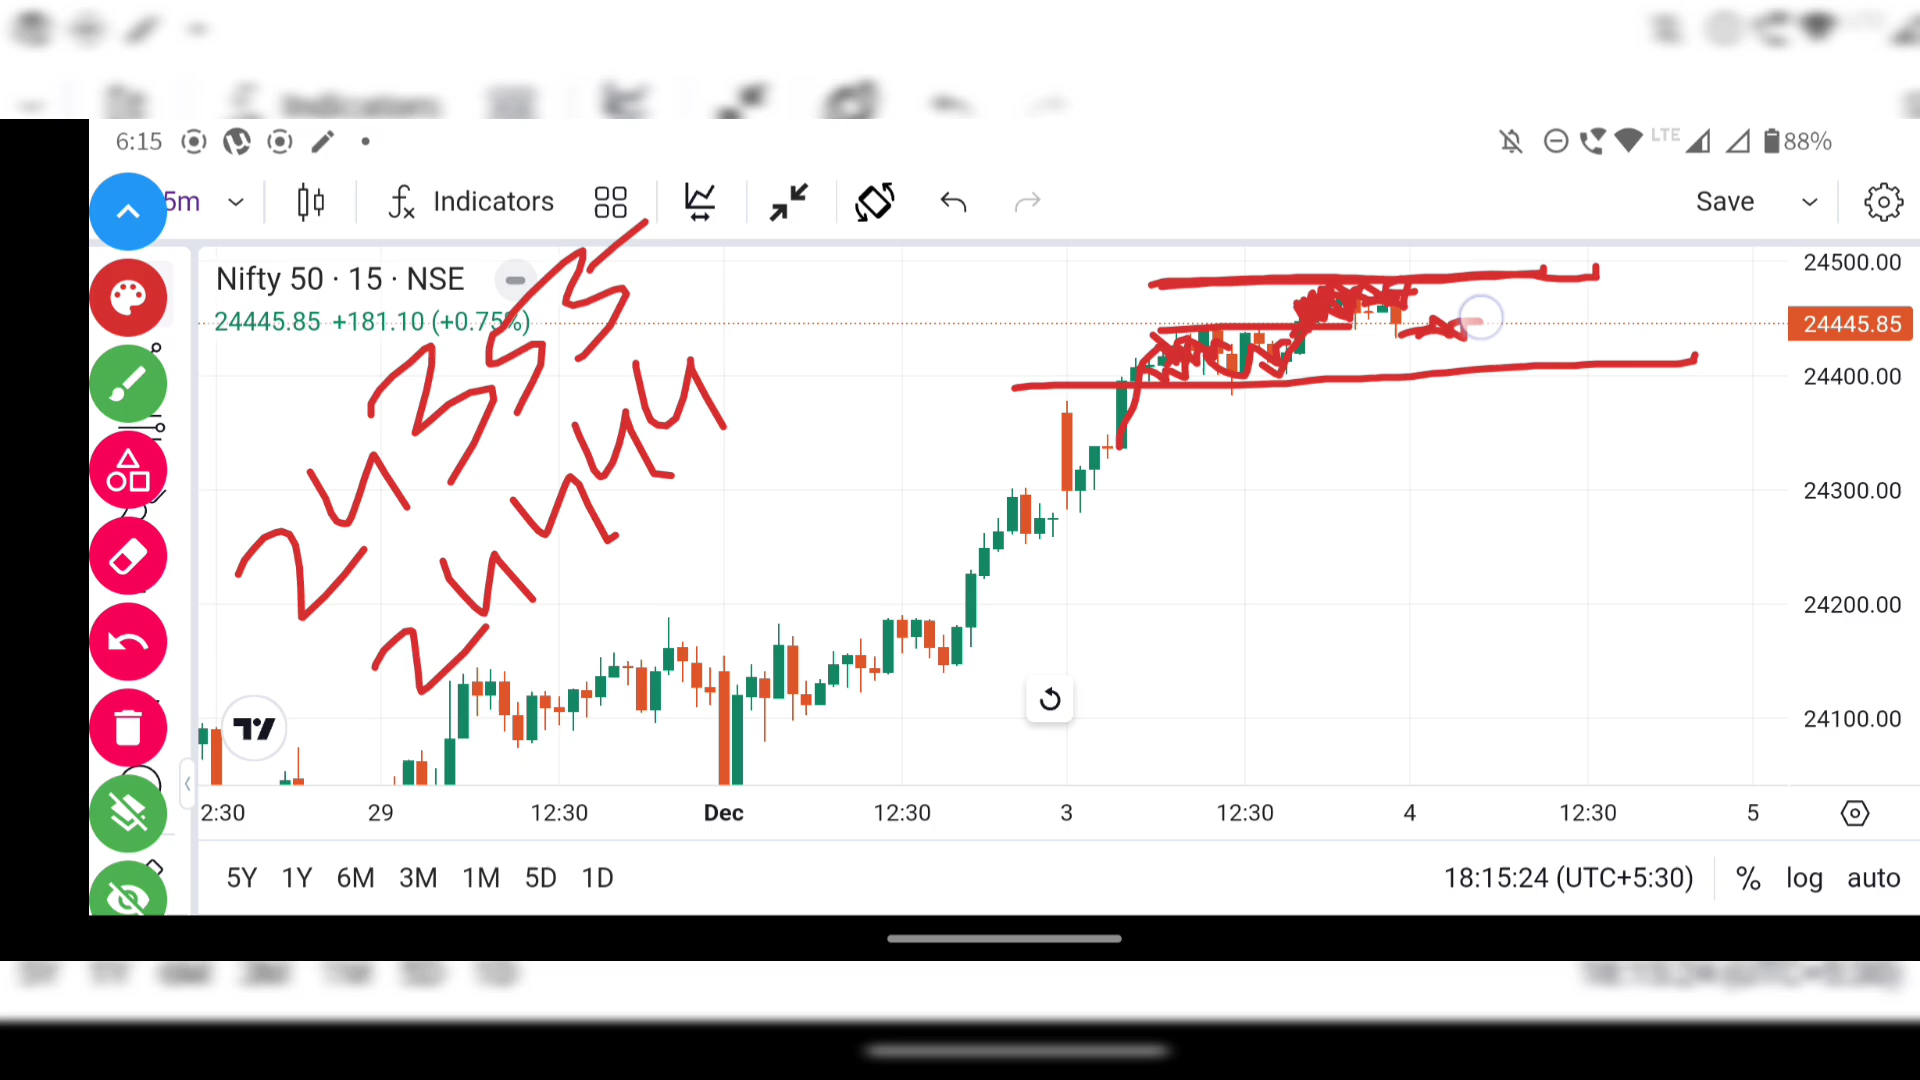 6:15 LTE 88%
5m Indicators Save
Nifty 50 · 15 · NSE
24445.85 +181.10 (+0.75%)
24500.00
24445.85
24400.00
24300.00
24200.00
24100.00
2:30 29 12:30 Dec 12:30 3 12:30 4 12:30 5
5Y 1Y 6M 3M 1M 5D 1D 18:15:24 (UTC+5:30) % log auto